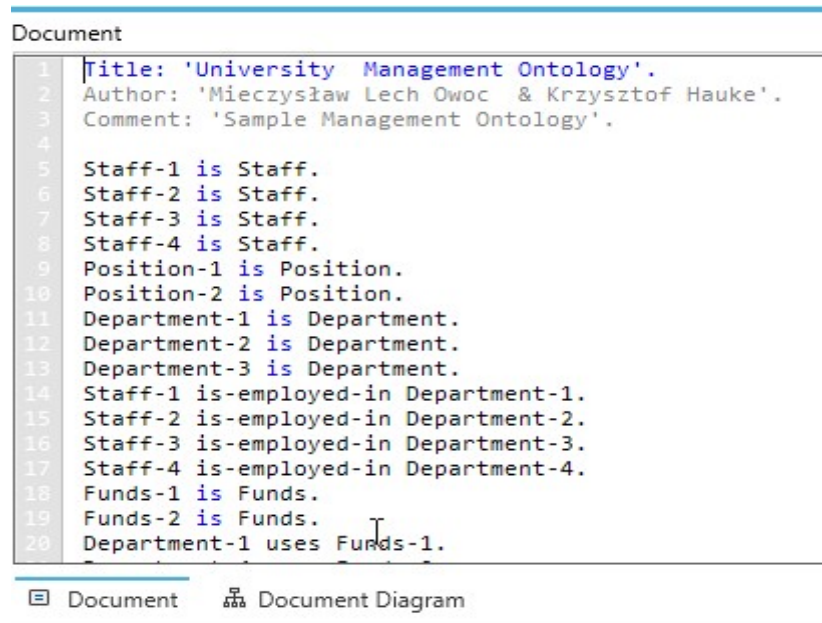 Document
1 Title: 'University  Management Ontology'.
2 Author: 'Mieczysław Lech Owoc  & Krzysztof Hauke'.
3 Comment: 'Sample Management Ontology'.
4
5 Staff-1 is Staff.
6 Staff-2 is Staff.
7 Staff-3 is Staff.
8 Staff-4 is Staff.
9 Position-1 is Position.
10 Position-2 is Position.
11 Department-1 is Department.
12 Department-2 is Department.
13 Department-3 is Department.
14 Staff-1 is-employed-in Department-1.
15 Staff-2 is-employed-in Department-2.
16 Staff-3 is-employed-in Department-3.
17 Staff-4 is-employed-in Department-4.
18 Funds-1 is Funds.
19 Funds-2 is Funds.
20 Department-1 uses Funds-1.
Document Document Diagram